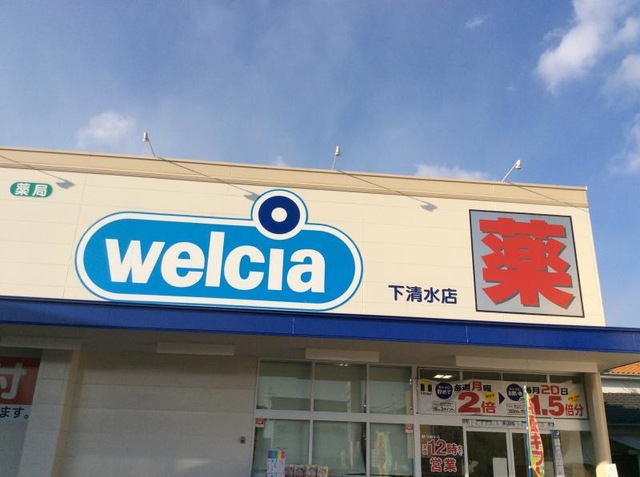 薬局
welcia
下清水店
薬
付
ます。
毎週月曜
2倍
毎月20日
1.5倍分
12時
営業